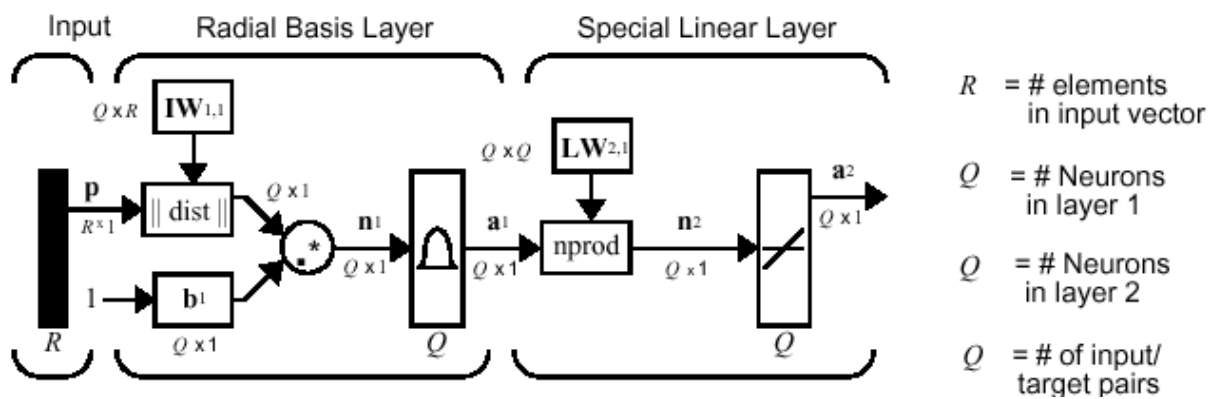 Input Radial Basis Layer Special Linear Layer
Q x R IW1,1
Q x Q LW2,1
p
R x 1
|| dist ||
Q x 1
1
b1
Q x 1
.*
n1
Q x 1
a1
Q x 1
nprod
n2
Q x 1
a2
Q x 1
R
Q
Q
R = # elements
in input vector
Q = # Neurons
in layer 1
Q = # Neurons
in layer 2
Q = # of input/
target pairs